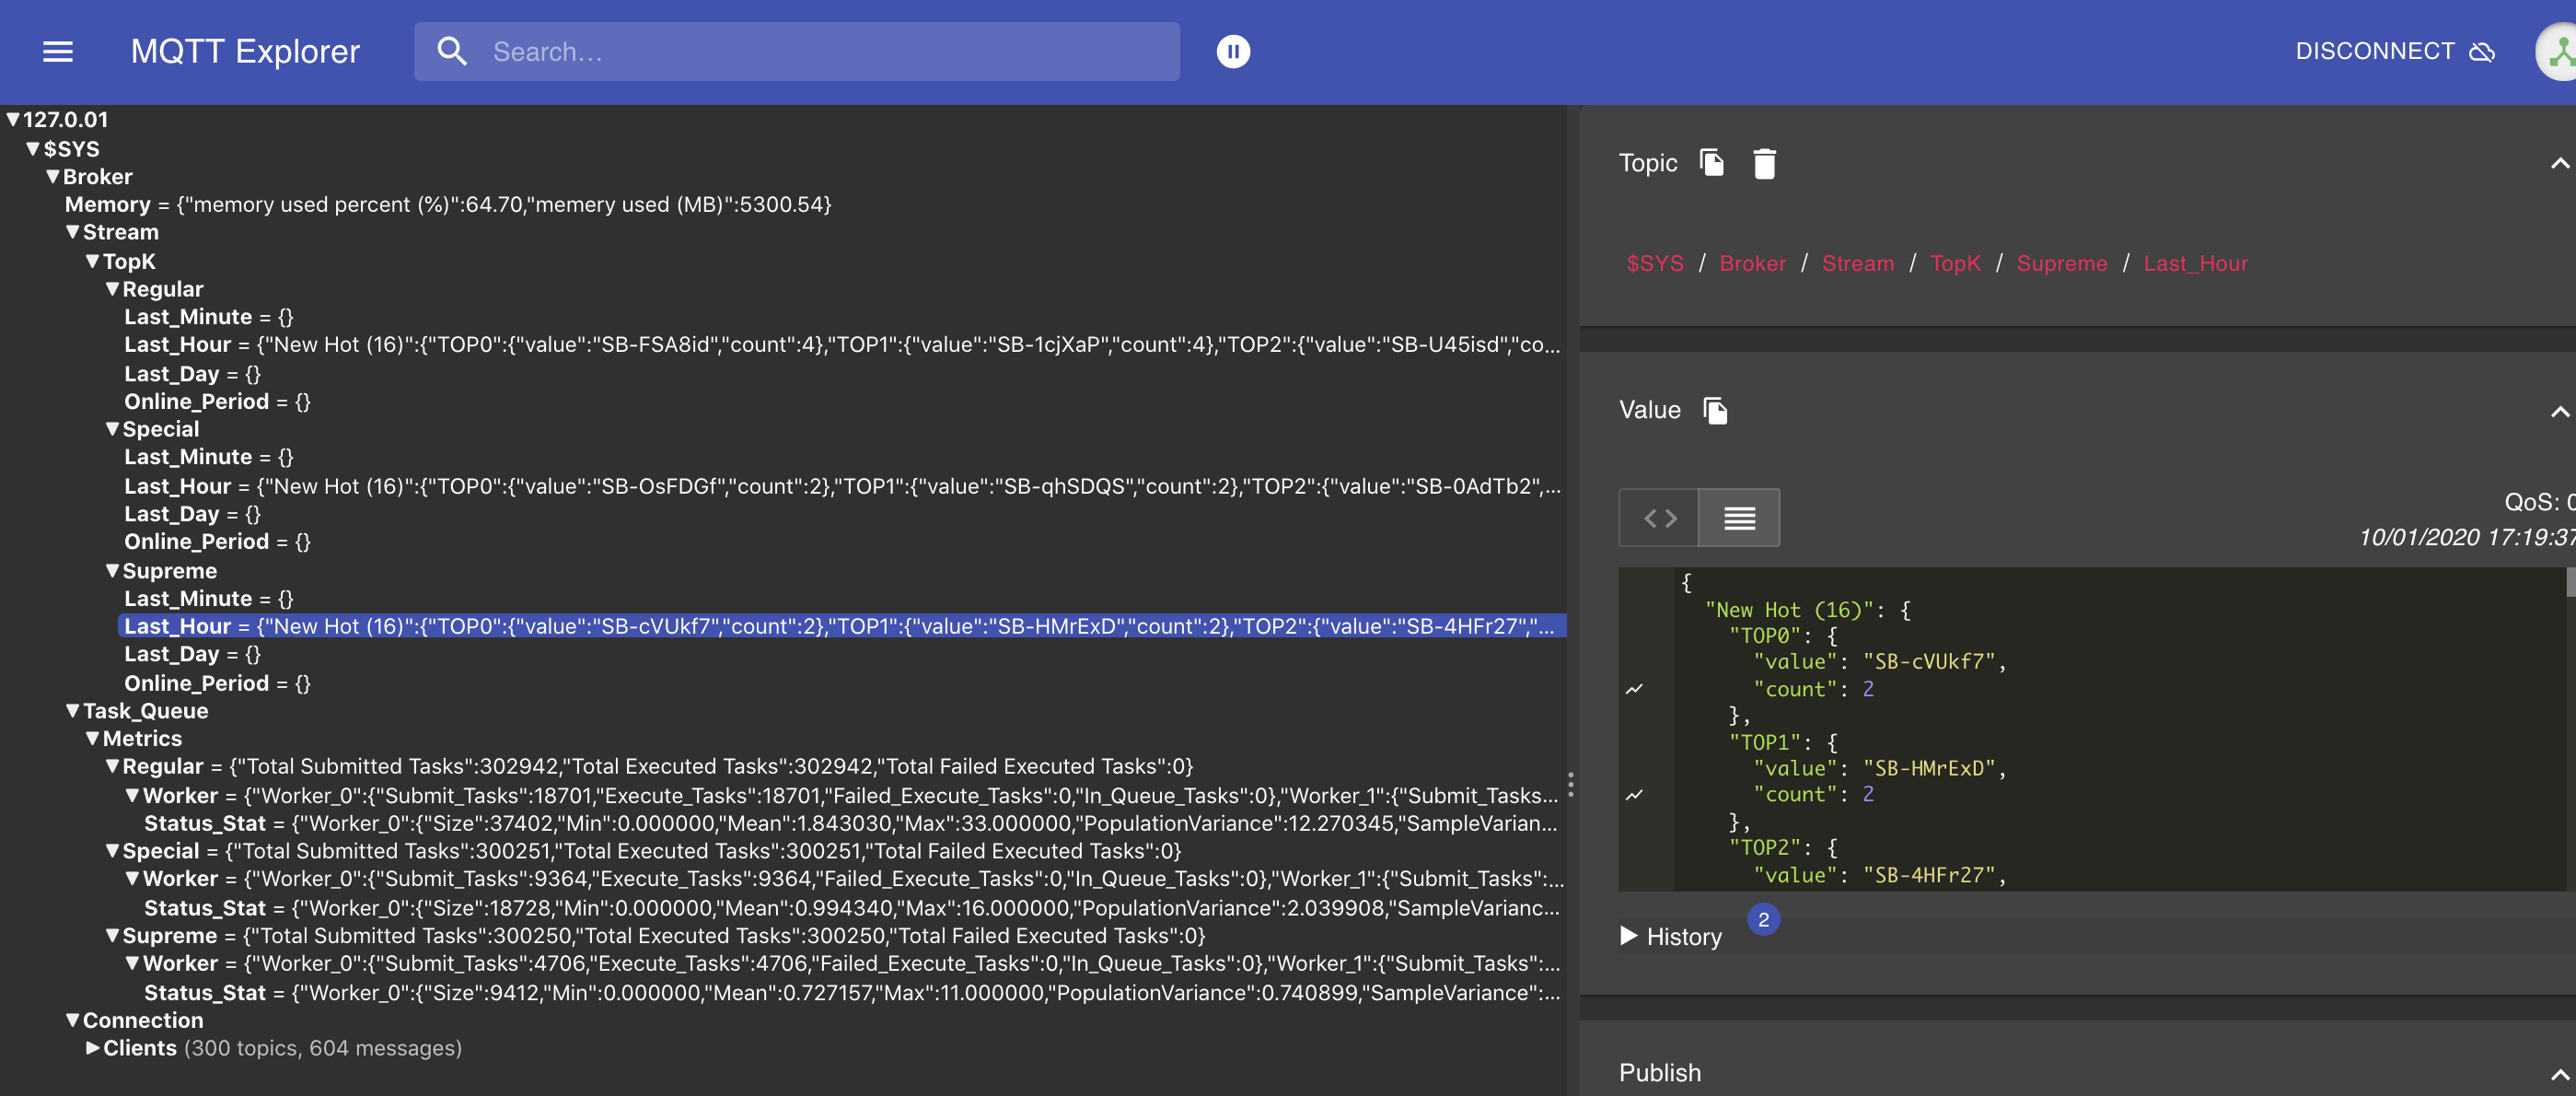 MQTT Explorer
Search...
DISCONNECT
127.0.01
$SYS
Broker
Memory = {"memory used percent (%)":64.70,"memery used (MB)":5300.54}
Stream
TopK
Regular
Last_Minute = {}
Last_Hour = {"New Hot (16)":{"TOP0":{"value":"SB-FSA8id","count":4},"TOP1":{"value":"SB-1cjXaP","count":4},"TOP2":{"value":"SB-U45isd","co...
Last_Day = {}
Online_Period = {}
Special
Last_Minute = {}
Last_Hour = {"New Hot (16)":{"TOP0":{"value":"SB-OsFDGf","count":2},"TOP1":{"value":"SB-qhSDQS","count":2},"TOP2":{"value":"SB-0AdTb2",...
Last_Day = {}
Online_Period = {}
Supreme
Last_Minute = {}
Last_Hour = {"New Hot (16)":{"TOP0":{"value":"SB-cVUkf7","count":2},"TOP1":{"value":"SB-HMrExD","count":2},"TOP2":{"value":"SB-4HFr27","...
Last_Day = {}
Online_Period = {}
Task_Queue
Metrics
Regular = {"Total Submitted Tasks":302942,"Total Executed Tasks":302942,"Total Failed Executed Tasks":0}
Worker = {"Worker_0":{"Submit_Tasks":18701,"Execute_Tasks":18701,"Failed_Execute_Tasks":0,"In_Queue_Tasks":0},"Worker_1":{"Submit_Tasks...
Status_Stat = {"Worker_0":{"Size":37402,"Min":0.000000,"Mean":1.843030,"Max":33.000000,"PopulationVariance":12.270345,"SampleVarian...
Special = {"Total Submitted Tasks":300251,"Total Executed Tasks":300251,"Total Failed Executed Tasks":0}
Worker = {"Worker_0":{"Submit_Tasks":9364,"Execute_Tasks":9364,"Failed_Execute_Tasks":0,"In_Queue_Tasks":0},"Worker_1":{"Submit_Tasks":...
Status_Stat = {"Worker_0":{"Size":18728,"Min":0.000000,"Mean":0.994340,"Max":16.000000,"PopulationVariance":2.039908,"SampleVarianc...
Supreme = {"Total Submitted Tasks":300250,"Total Executed Tasks":300250,"Total Failed Executed Tasks":0}
Worker = {"Worker_0":{"Submit_Tasks":4706,"Execute_Tasks":4706,"Failed_Execute_Tasks":0,"In_Queue_Tasks":0},"Worker_1":{"Submit_Tasks":...
Status_Stat = {"Worker_0":{"Size":9412,"Min":0.000000,"Mean":0.727157,"Max":11.000000,"PopulationVariance":0.740899,"SampleVariance":...
Connection
Clients (300 topics, 604 messages)
Topic
$SYS / Broker / Stream / TopK / Supreme / Last_Hour
Value
QoS: 0
10/01/2020 17:19:37
{
"New Hot (16)": {
"TOP0": {
"value": "SB-cVUkf7",
"count": 2
},
"TOP1": {
"value": "SB-HMrExD",
"count": 2
},
"TOP2": {
"value": "SB-4HFr27",
History 2
Publish